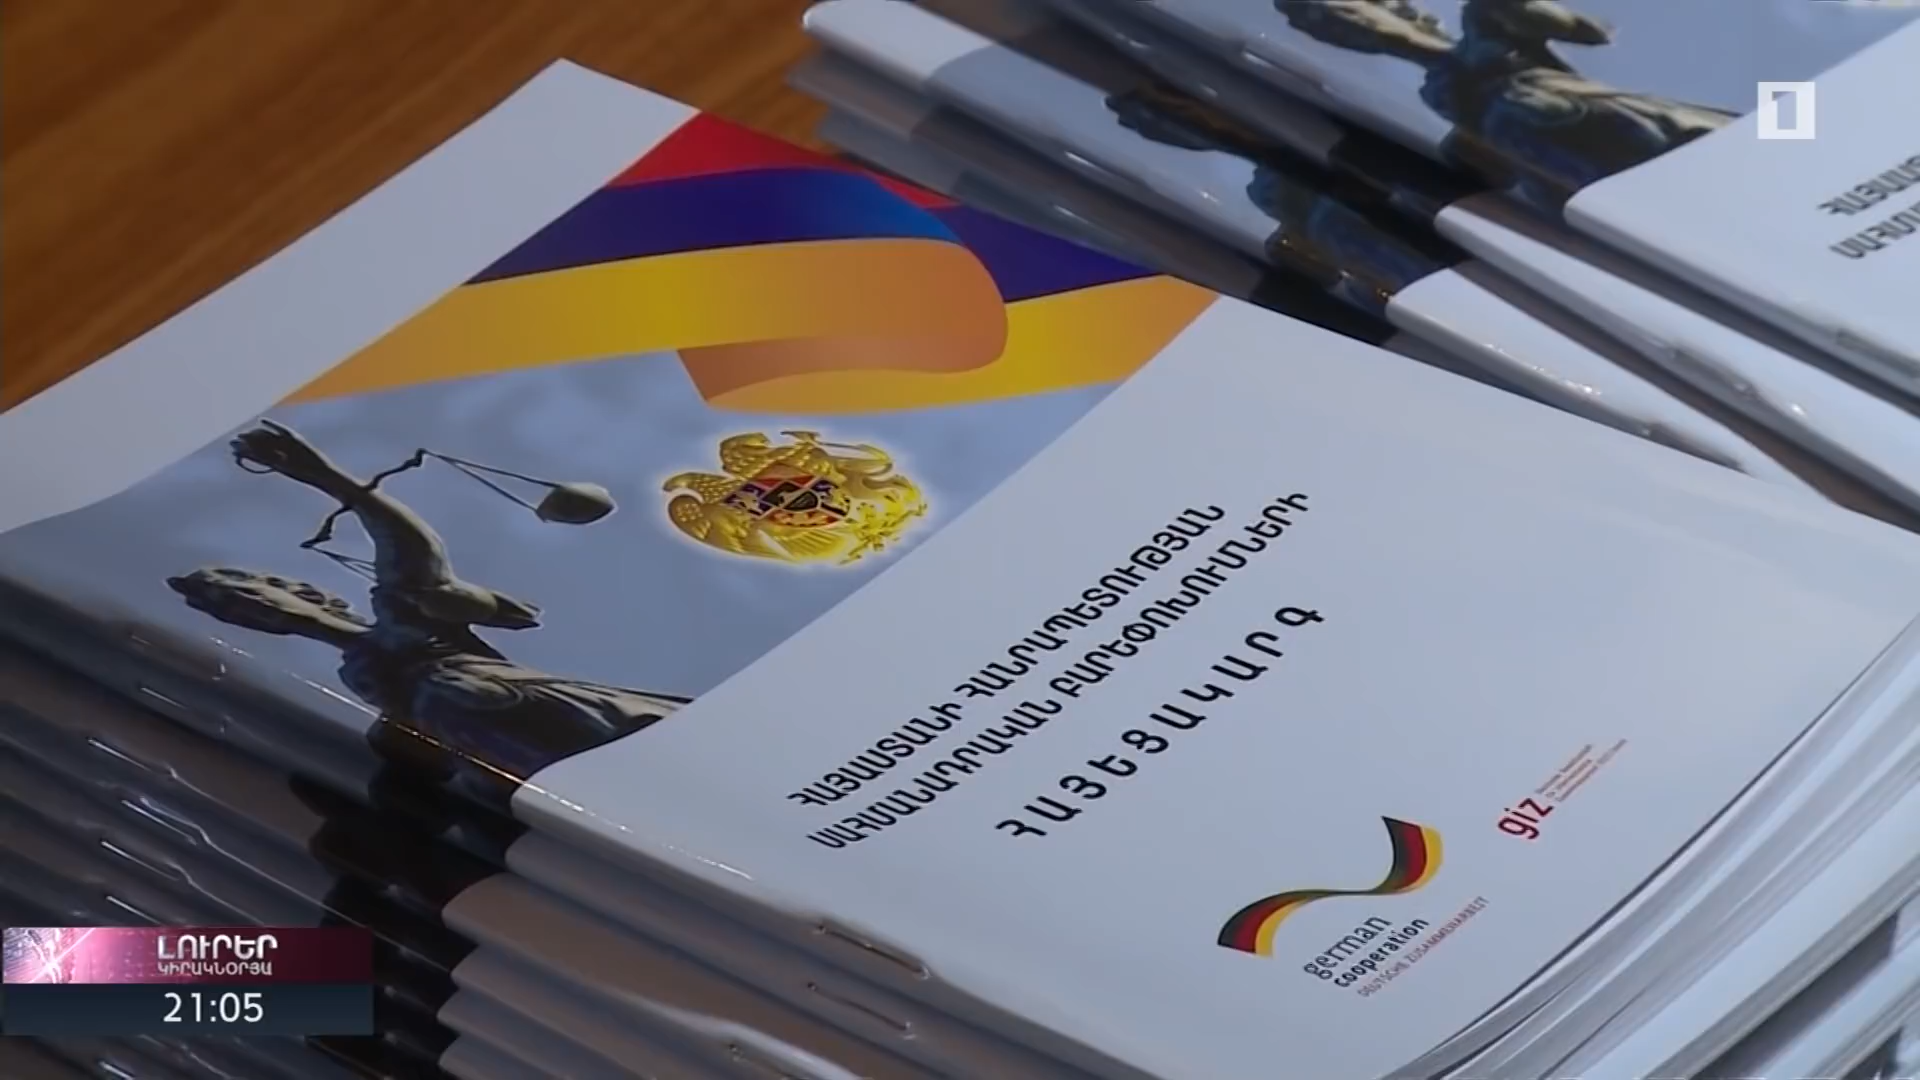 1
ՀԱՅԱՍՏԱՆԻ ՀԱՆՐԱՊԵՏՈՒԹՅԱՆ
ՍԱՀՄԱՆԱԴՐԱԿԱՆ ԲԱՐԵՓՈԽՈՒՄՆԵՐԻ
ՀԱՅԵՑԱԿԱՐԳ
giz
german
cooperation
DEUTSCHE ZUSAMMENARBEIT
ԼՈՒՐԵՐ
ԿԻՐԱԿՆՕՐՅԱ
21:05